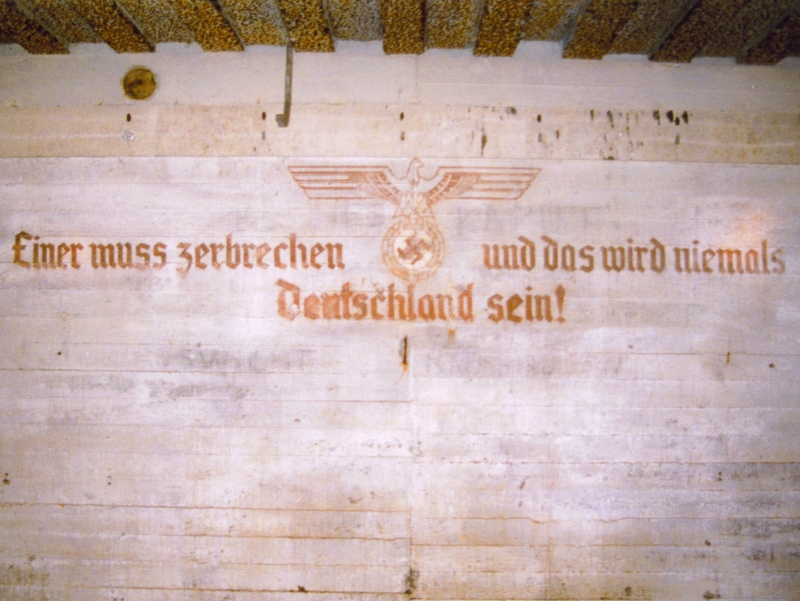 Einer muss zerbrechen und das wird niemals
Deutschland sein!